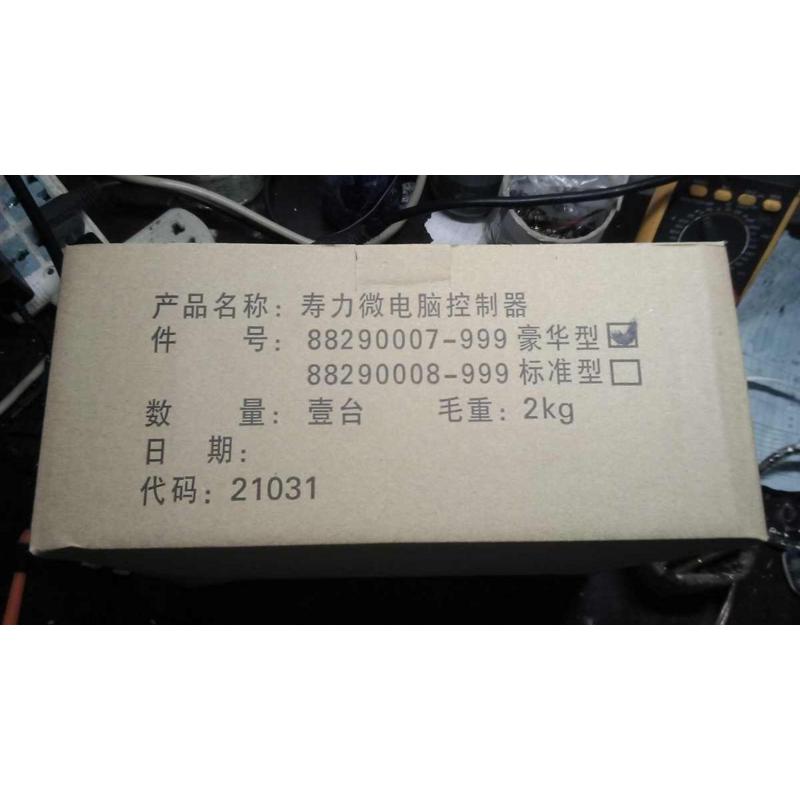 产品名称：寿力微电脑控制器
件 号：88290007-999 豪华型 ☑
88290008-999 标准型 □
数 量：壹台 毛重：2kg
日 期：
代码：21031